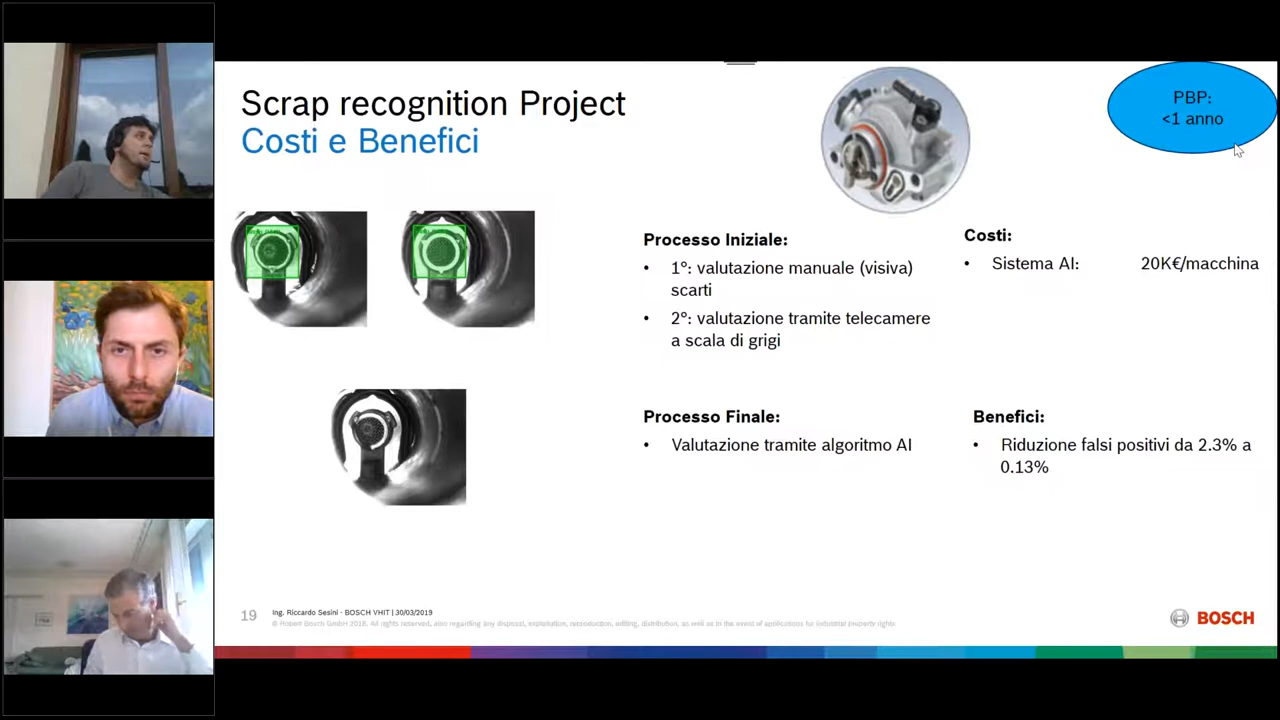 Scrap recognition Project
Costi e Benefici
PBP:
<1 anno
Processo Iniziale:
• 1°: valutazione manuale (visiva)
scarti
• 2°: valutazione tramite telecamere
a scala di grigi
Costi:
• Sistema AI: 20K€/macchina
Processo Finale:
• Valutazione tramite algoritmo AI
Benefici:
• Riduzione falsi positivi da 2.3% a
0.13%
19
Ing. Riccardo Sesini - BOSCH VHIT | 30/03/2019
© Robert Bosch GmbH 2018. All rights reserved, also regarding any disposal, exploitation, reproduction, editing, distribution, as well as in the event of applications for industrial property rights
BOSCH